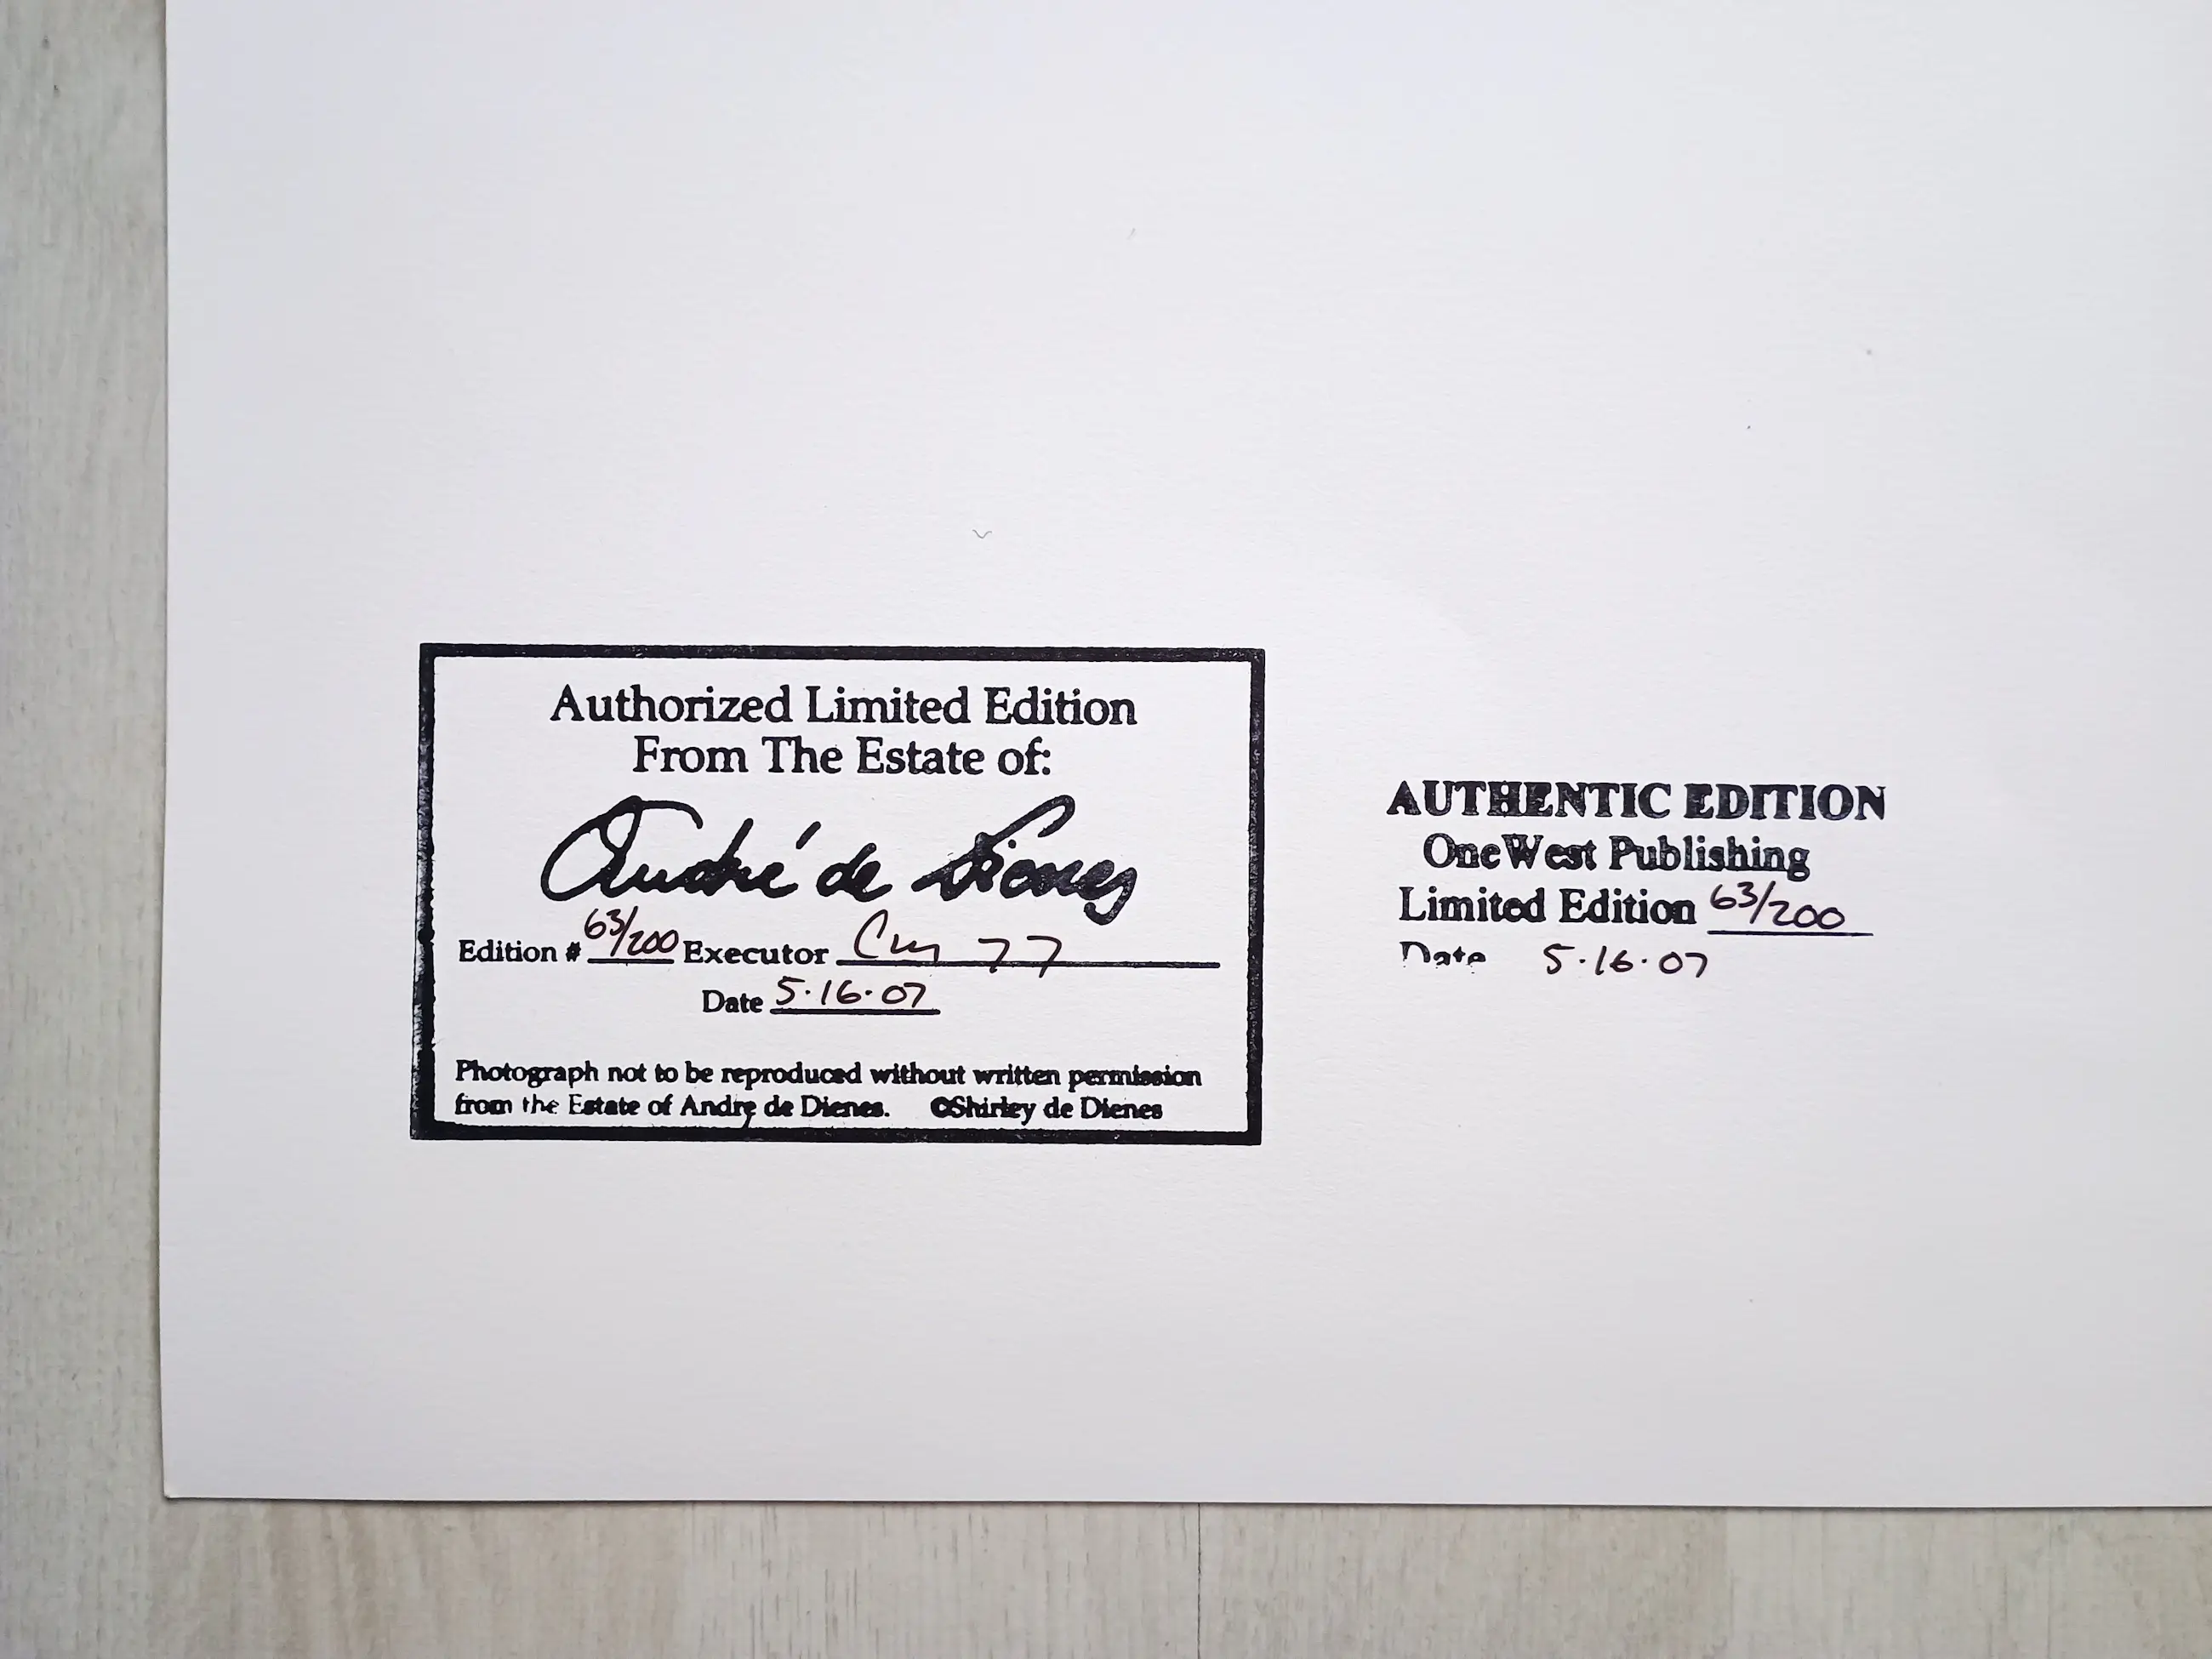 Authorized Limited Edition
From The Estate of:
André de Dienes
Edition # 63/200 Executor
Date 5.16.07
Photograph not to be reproduced without written permission
from the Estate of Andre de Dienes. ©Shirley de Dienes
AUTHENTIC EDITION
OneWest Publishing
Limited Edition 63/200
Date 5.16.07